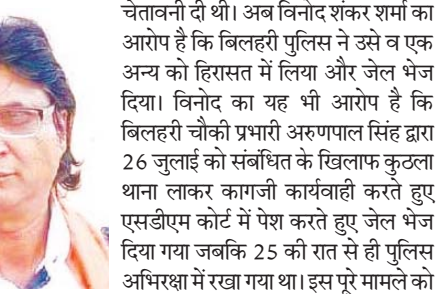 चेतावनी दी थी। अब विनोद शंकर शर्मा का
आरोप है कि बिलहरी पुलिस ने उसे व एक
अन्य को हिरासत में लिया और जेल भेज
दिया। विनोद का यह भी आरोप है कि
बिलहरी चौकी प्रभारी अरुणपाल सिंह द्वारा
26 जुलाई को संबंधित के खिलाफ कुठला
थाना लाकर कागजी कार्यवाही करते हुए
एसडीएम कोर्ट में पेश करते हुए जेल भेज
दिया गया जबकि 25 की रात से ही पुलिस
अभिरक्षा में रखा गया था। इस पूरे मामले को